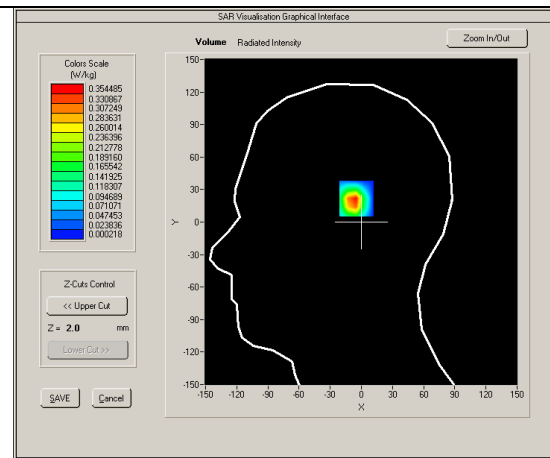 SAR Visualisation Graphical Interface
Volume Radiated Intensity
Zoom In/Out
Colors Scale
(W/kg)
0.354485
0.330867
0.307249
0.283631
0.260014
0.236396
0.212778
0.189160
0.165542
0.141925
0.118307
0.094689
0.071071
0.047453
0.023836
0.000218
Z-Cuts Control
<< Upper Cut
Z = 2.0 mm
Lower Cut >>
SAVE Cancel
150
120
90
60
30
0
-30
-60
-90
-120
-150
Y
-150 -120 -90 -60 -30 0 30 60 90 120 150
X